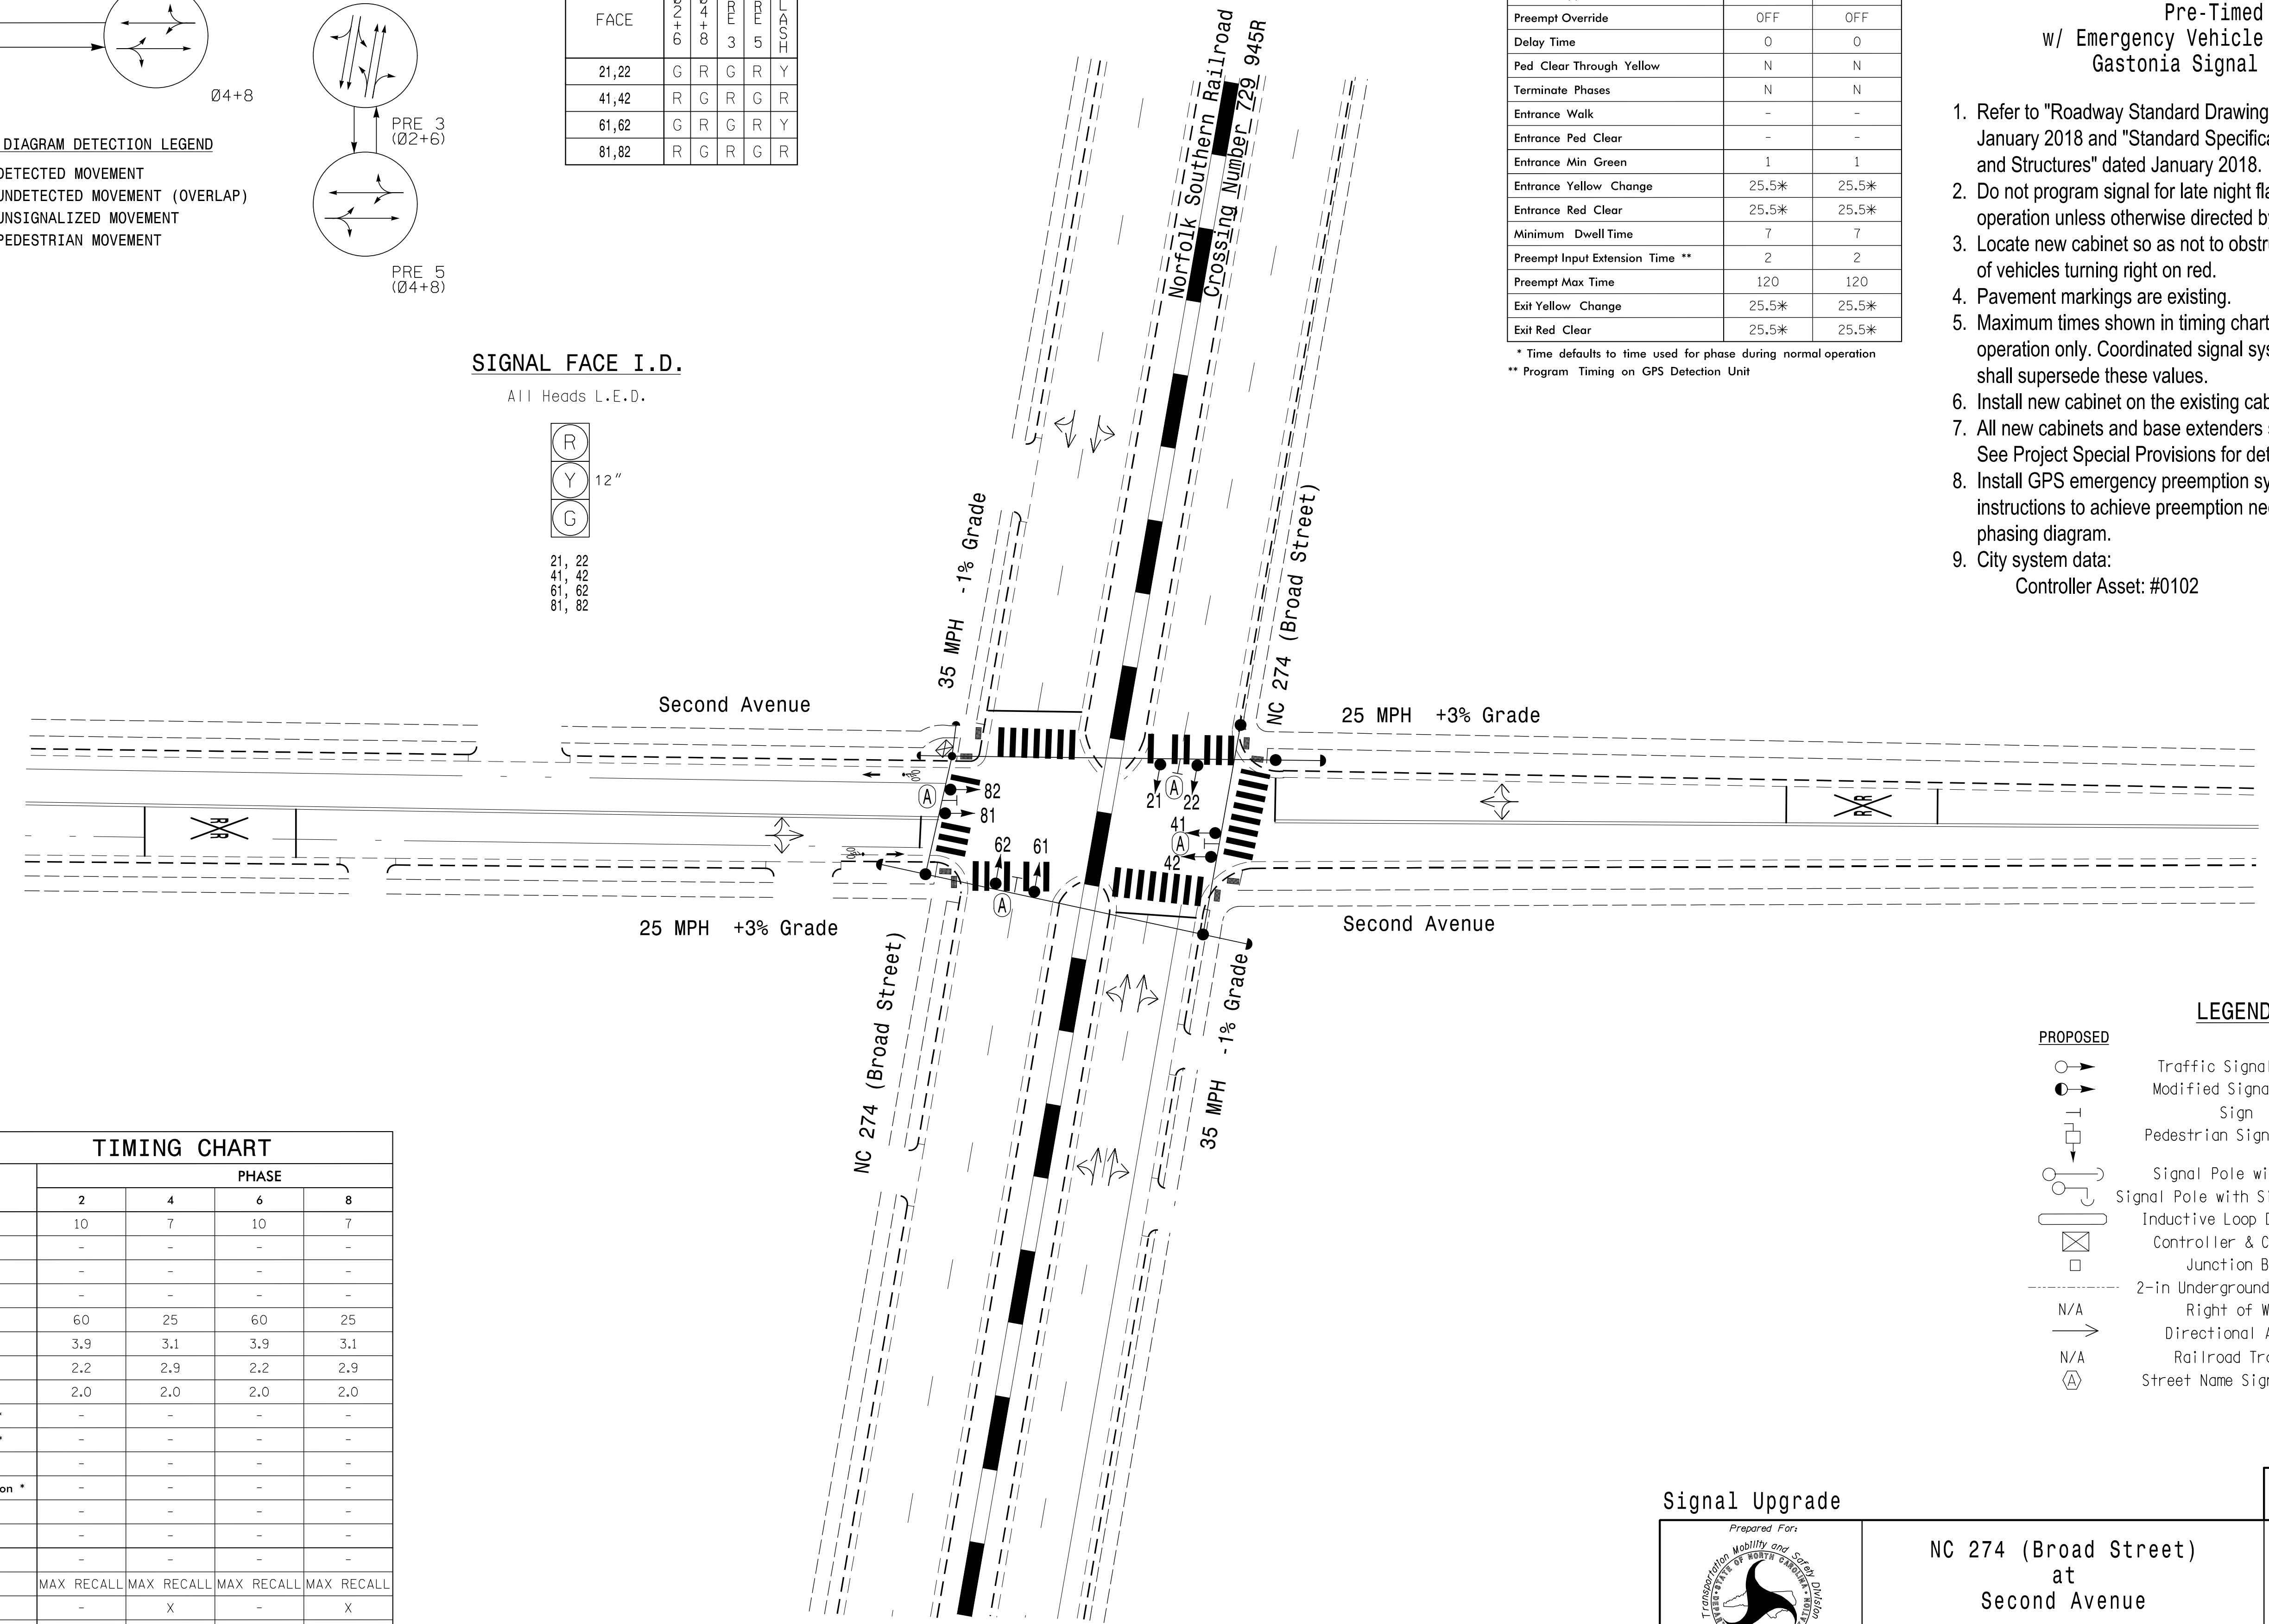 Ø4+8
PRE 3
(Ø2+6)
PRE 5
(Ø4+8)
DIAGRAM DETECTION LEGEND
DETECTED MOVEMENT
UNDETECTED MOVEMENT (OVERLAP)
UNSIGNALIZED MOVEMENT
PEDESTRIAN MOVEMENT
FACE
21,22 G R G R Y
41,42 R G R G R
61,62 G R G R Y
81,82 R G R G R
SIGNAL FACE I.D.
All Heads L.E.D.
R
Y 12"
G
21, 22
41, 42
61, 62
81, 82
Norfolk Southern Railroad
Crossing Number 729 945R
Preempt Override OFF OFF
Delay Time 0 0
Ped Clear Through Yellow N N
Terminate Phases N N
Entrance Walk - -
Entrance Ped Clear - -
Entrance Min Green 1 1
Entrance Yellow Change 25.5* 25.5*
Entrance Red Clear 25.5* 25.5*
Minimum Dwell Time 7 7
Preempt Input Extension Time ** 2 2
Preempt Max Time 120 120
Exit Yellow Change 25.5* 25.5*
Exit Red Clear 25.5* 25.5*
* Time defaults to time used for phase during normal operation
** Program Timing on GPS Detection Unit
Pre-Timed
w/ Emergency Vehicle
Gastonia Signal
1. Refer to "Roadway Standard Drawing
January 2018 and "Standard Specifica
and Structures" dated January 2018.
2. Do not program signal for late night fla
operation unless otherwise directed b
3. Locate new cabinet so as not to obstr
of vehicles turning right on red.
4. Pavement markings are existing.
5. Maximum times shown in timing chart
operation only. Coordinated signal sys
shall supersede these values.
6. Install new cabinet on the existing cab
7. All new cabinets and base extenders
See Project Special Provisions for det
8. Install GPS emergency preemption sy
instructions to achieve preemption ne
phasing diagram.
9. City system data:
Controller Asset: #0102
35 MPH -1% Grade
NC 274 (Broad Street)
Second Avenue
25 MPH +3% Grade
82
A
81
21
A
22
41
A
42
62
61
A
RR
RR
25 MPH +3% Grade
Second Avenue
NC 274 (Broad Street)
35 MPH -1% Grade
TIMING CHART
PHASE
2 4 6 8
10 7 10 7
- - - -
- - - -
- - - -
60 25 60 25
3.9 3.1 3.9 3.1
2.2 2.9 2.2 2.9
2.0 2.0 2.0 2.0
* - - - -
* - - - -
- - - -
on * - - - -
- - - -
- - - -
- - - -
MAX RECALL MAX RECALL MAX RECALL MAX RECALL
- X - X
LEGEND
PROPOSED
Traffic Signal
Modified Signa
Sign
Pedestrian Sign
Signal Pole wi
Signal Pole with Si
Inductive Loop D
Controller & C
Junction B
2-in Underground
N/A Right of W
Directional A
N/A Railroad Tra
A Street Name Sign
Signal Upgrade
Prepared For:
Transportation Mobility and Safety Division
STATE OF NORTH CAROLINA
NC 274 (Broad Street)
at
Second Avenue